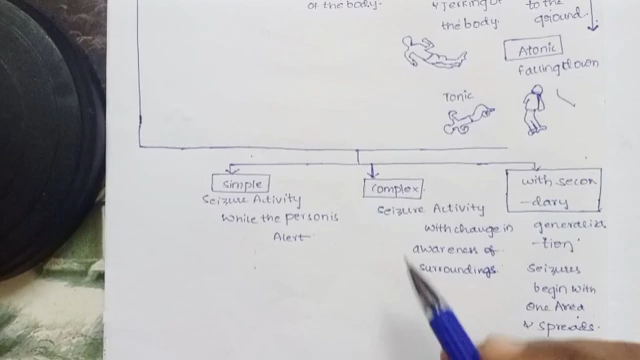 of the body.
& Jerking of
the body.
to the
ground.
Atonic
falling down
Tonic
Simple
Seizure Activity
while the person is
Alert
Complex
Seizure Activity
with change in
awareness of
surroundings.
with secon
-dary
generaliza
-tion
seizures
begin with
One Area
& spreads.